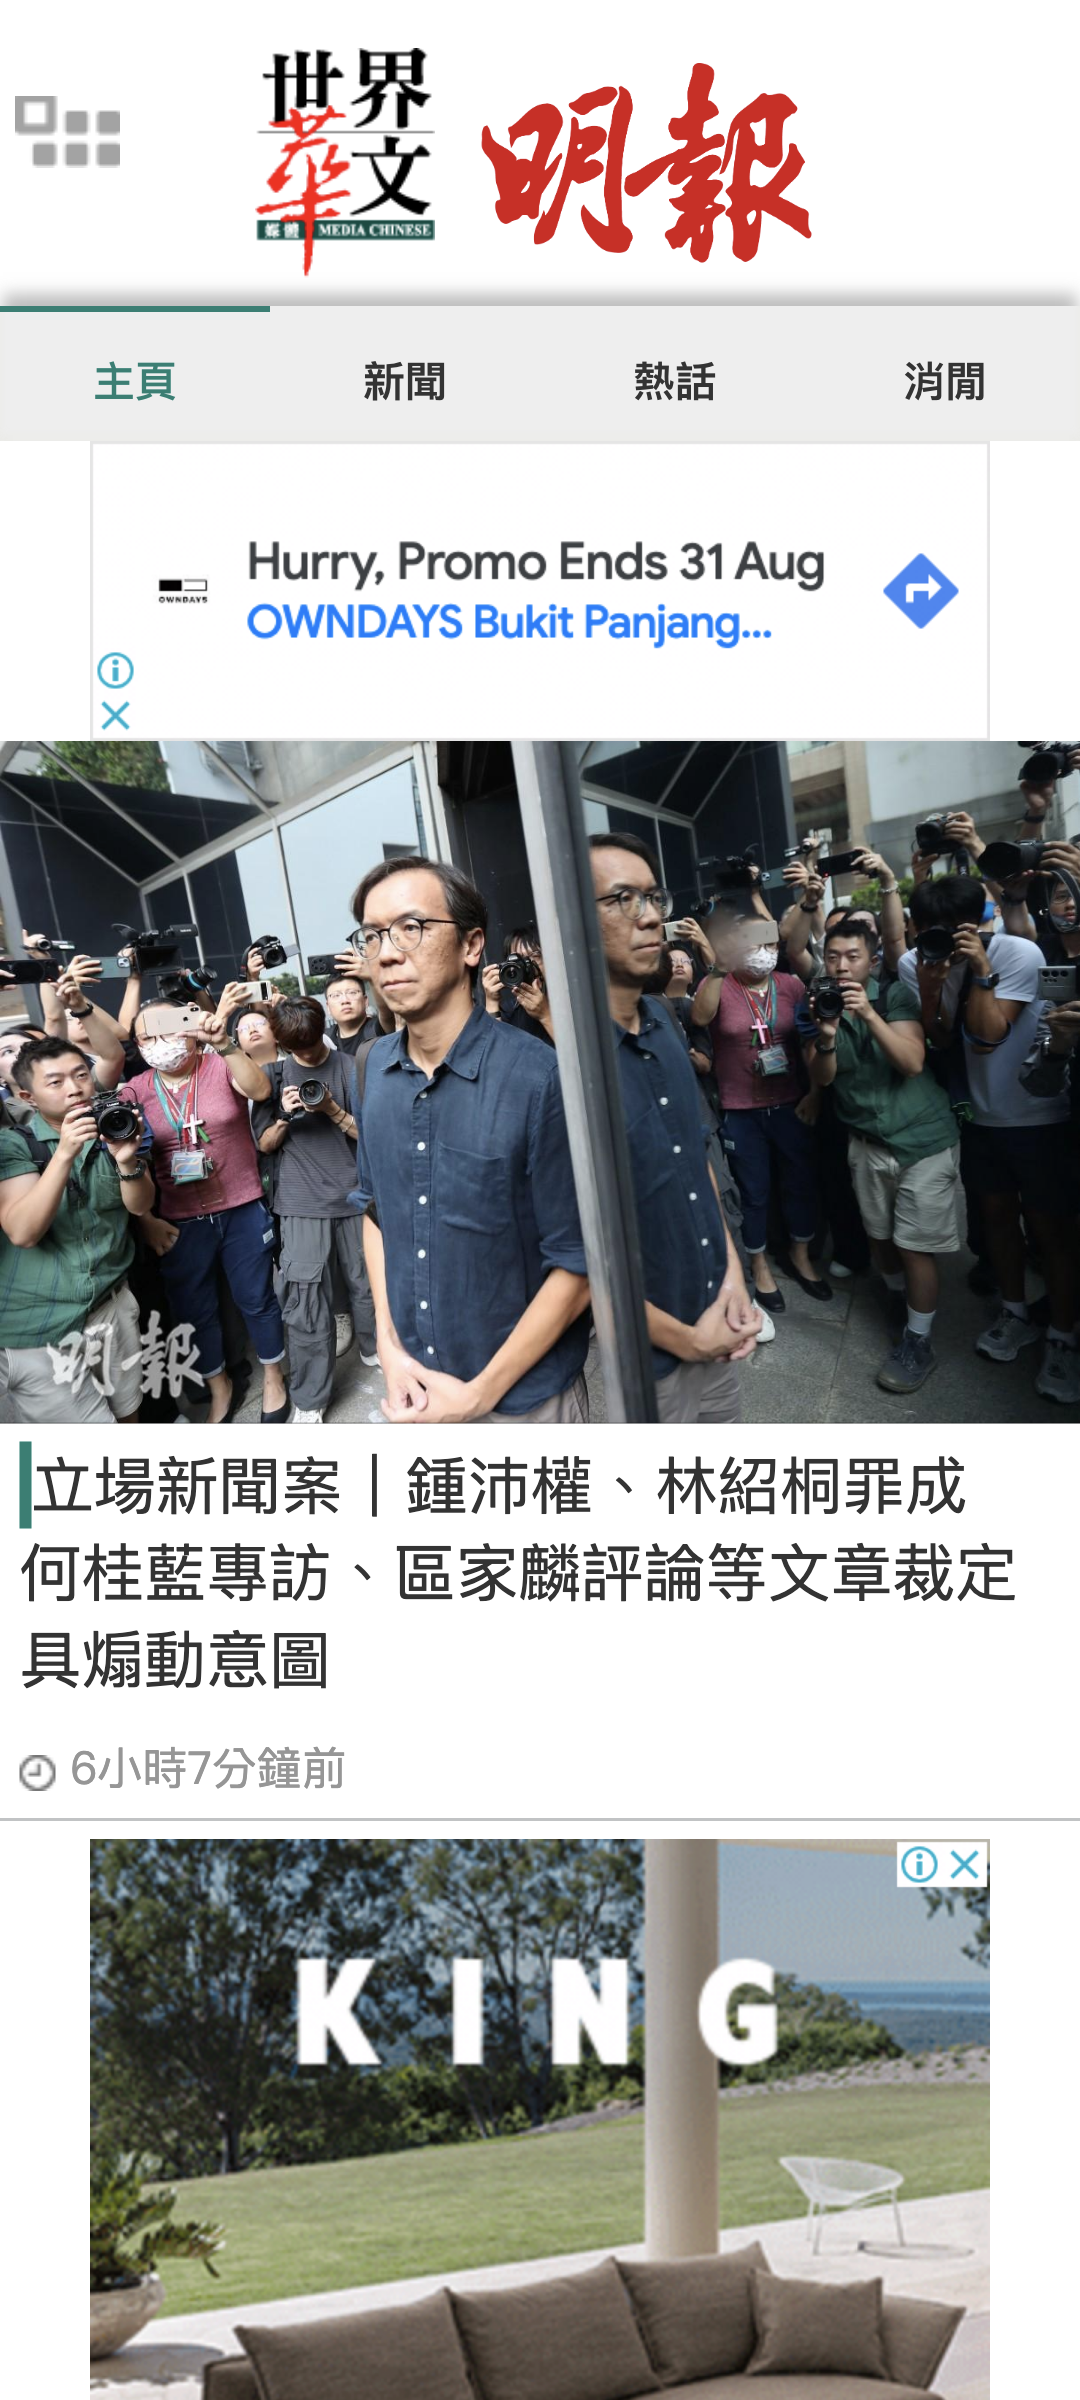 世界
華文
媒體 MEDIA CHINESE
明報
主頁
新聞
熱話
消閒
OWNDAYS
Hurry, Promo Ends 31 Aug
OWNDAYS Bukit Panjang...
明報
立場新聞案｜鍾沛權、林紹桐罪成
何桂藍專訪、區家麟評論等文章裁定
具煽動意圖
6小時7分鐘前
KING